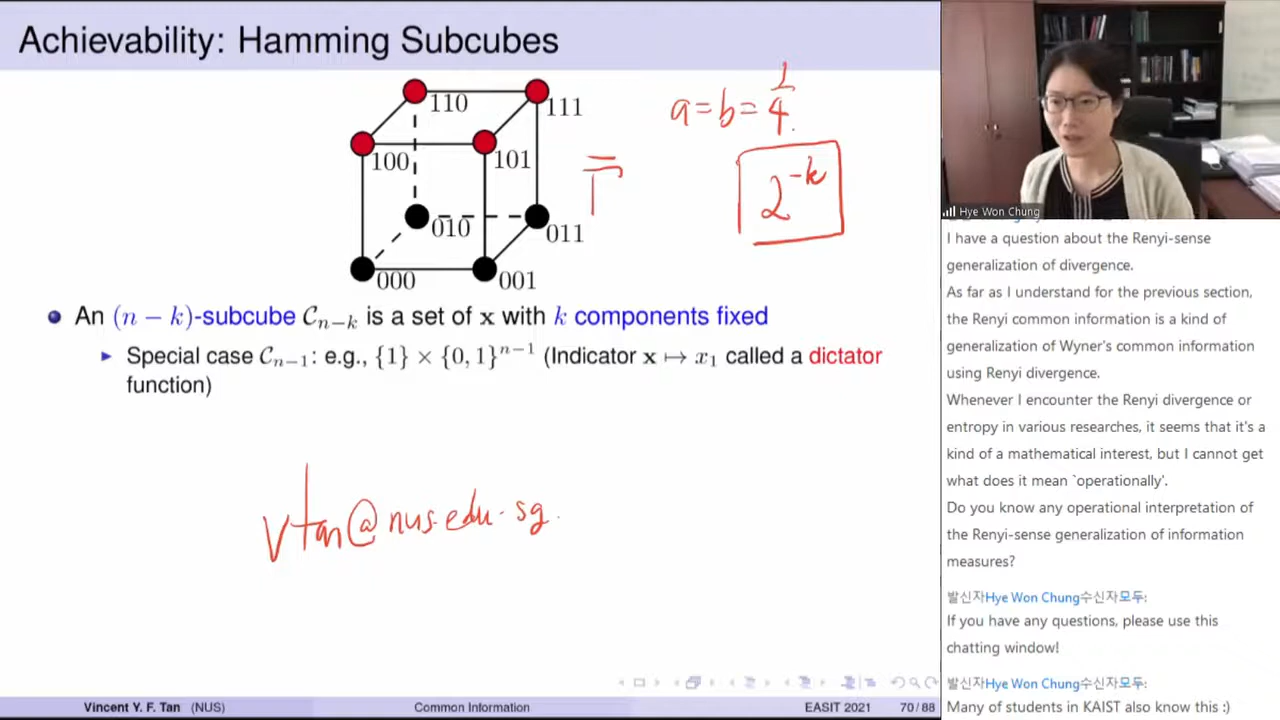 Achievability: Hamming Subcubes
110
111
100
101
010
011
000
001
a = b = 1/4.
2^{-k}
An (n − k)-subcube C_{n−k} is a set of x with k components fixed
Special case C_{n−1}: e.g., {1} × {0, 1}^{n−1} (Indicator x ↦ x_1 called a dictator
function)
vtan@nus.edu.sg.
Vincent Y. F. Tan (NUS)
Common Information
EASIT 2021
70 / 88
Hye Won Chung
I have a question about the Renyi-sense
generalization of divergence.
As far as I understand for the previous section,
the Renyi common information is a kind of
generalization of Wyner's common information
using Renyi divergence.
Whenever I encounter the Renyi divergence or
entropy in various researches, it seems that it's a
kind of a mathematical interest, but I cannot get
what does it mean `operationally'.
Do you know any operational interpretation of
the Renyi-sense generalization of information
measures?
발신자Hye Won Chung수신자모두:
If you have any questions, please use this
chatting window!
발신자Hye Won Chung수신자모두:
Many of students in KAIST also know this :)